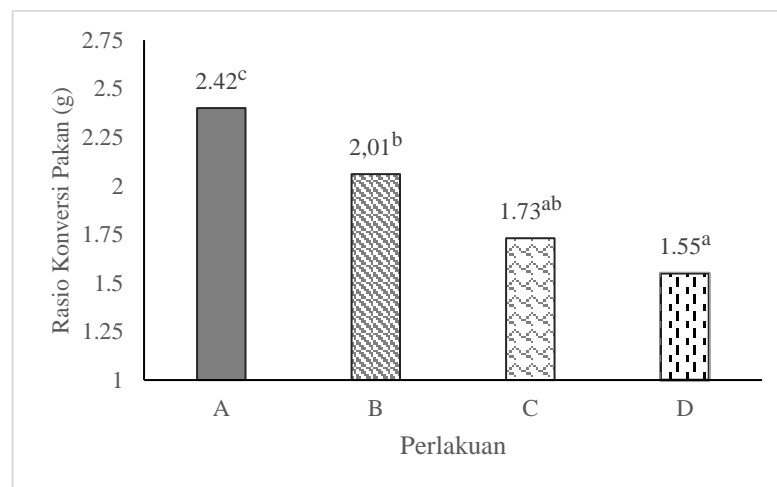 Rasio Konversi Pakan (g)
2.75
2.5
2.25
2
1.75
1.5
1.25
1
2.42ᶜ
2,01ᵇ
1.73ᵃᵇ
1.55ᵃ
A B C D
Perlakuan